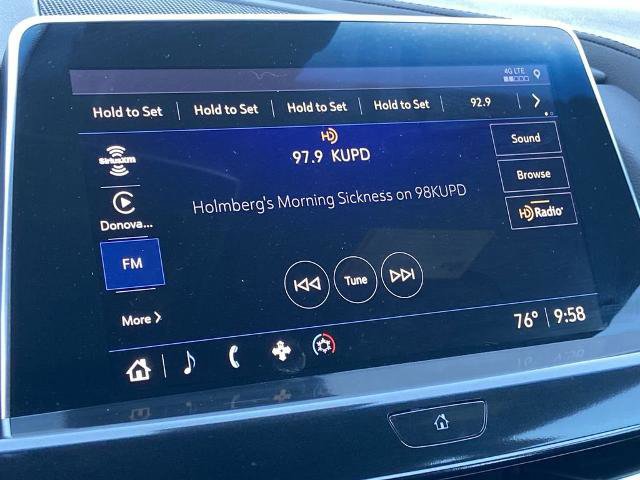 4G LTE
Hold to Set Hold to Set Hold to Set Hold to Set 92.9
HD
97.9 KUPD
Sound
SiriusXM
Browse
Holmberg's Morning Sickness on 98KUPD
HD Radio
Donova...
FM
Tune
More
76° 9:58